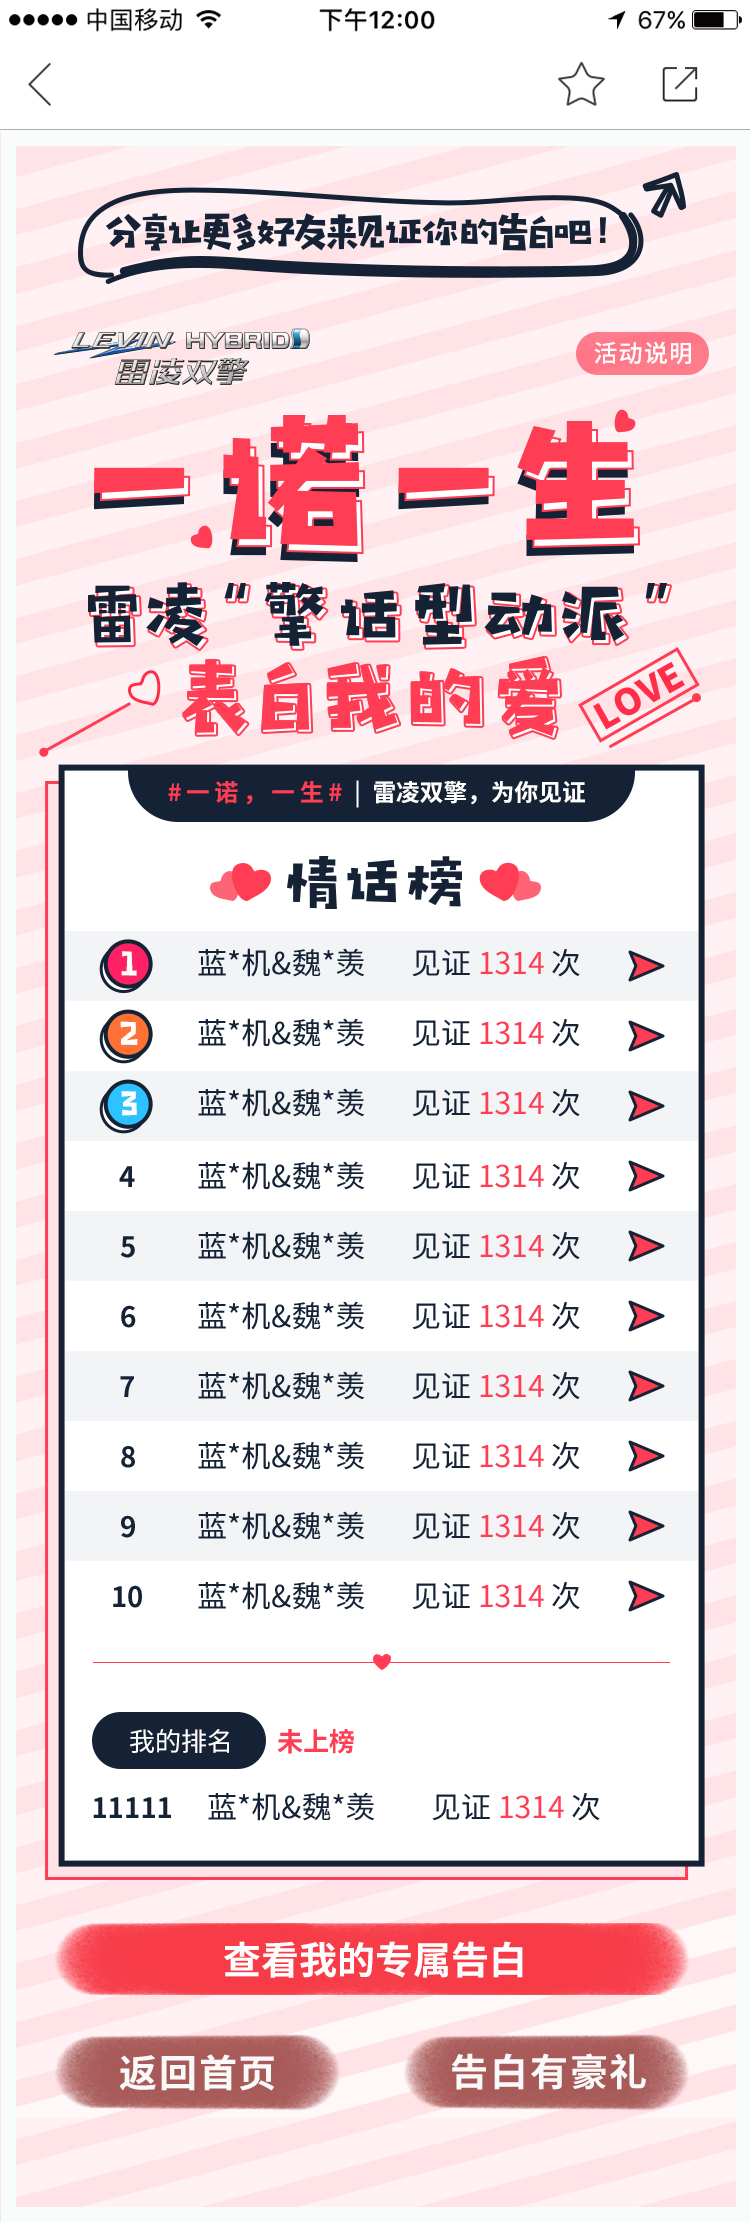 中国移动 下午12:00 67%
分享让更多好友来见证你的告白吧！
LEVIN HYBRID
雷凌双擎
活动说明
一诺一生
雷凌“擎话型动派”
表白我的爱
LOVE
#一诺，一生# | 雷凌双擎，为你见证
情话榜
1 蓝*机&魏*羡 见证 1314 次
2 蓝*机&魏*羡 见证 1314 次
3 蓝*机&魏*羡 见证 1314 次
4 蓝*机&魏*羡 见证 1314 次
5 蓝*机&魏*羡 见证 1314 次
6 蓝*机&魏*羡 见证 1314 次
7 蓝*机&魏*羡 见证 1314 次
8 蓝*机&魏*羡 见证 1314 次
9 蓝*机&魏*羡 见证 1314 次
10 蓝*机&魏*羡 见证 1314 次
我的排名 未上榜
11111 蓝*机&魏*羡 见证 1314 次
查看我的专属告白
返回首页 告白有豪礼